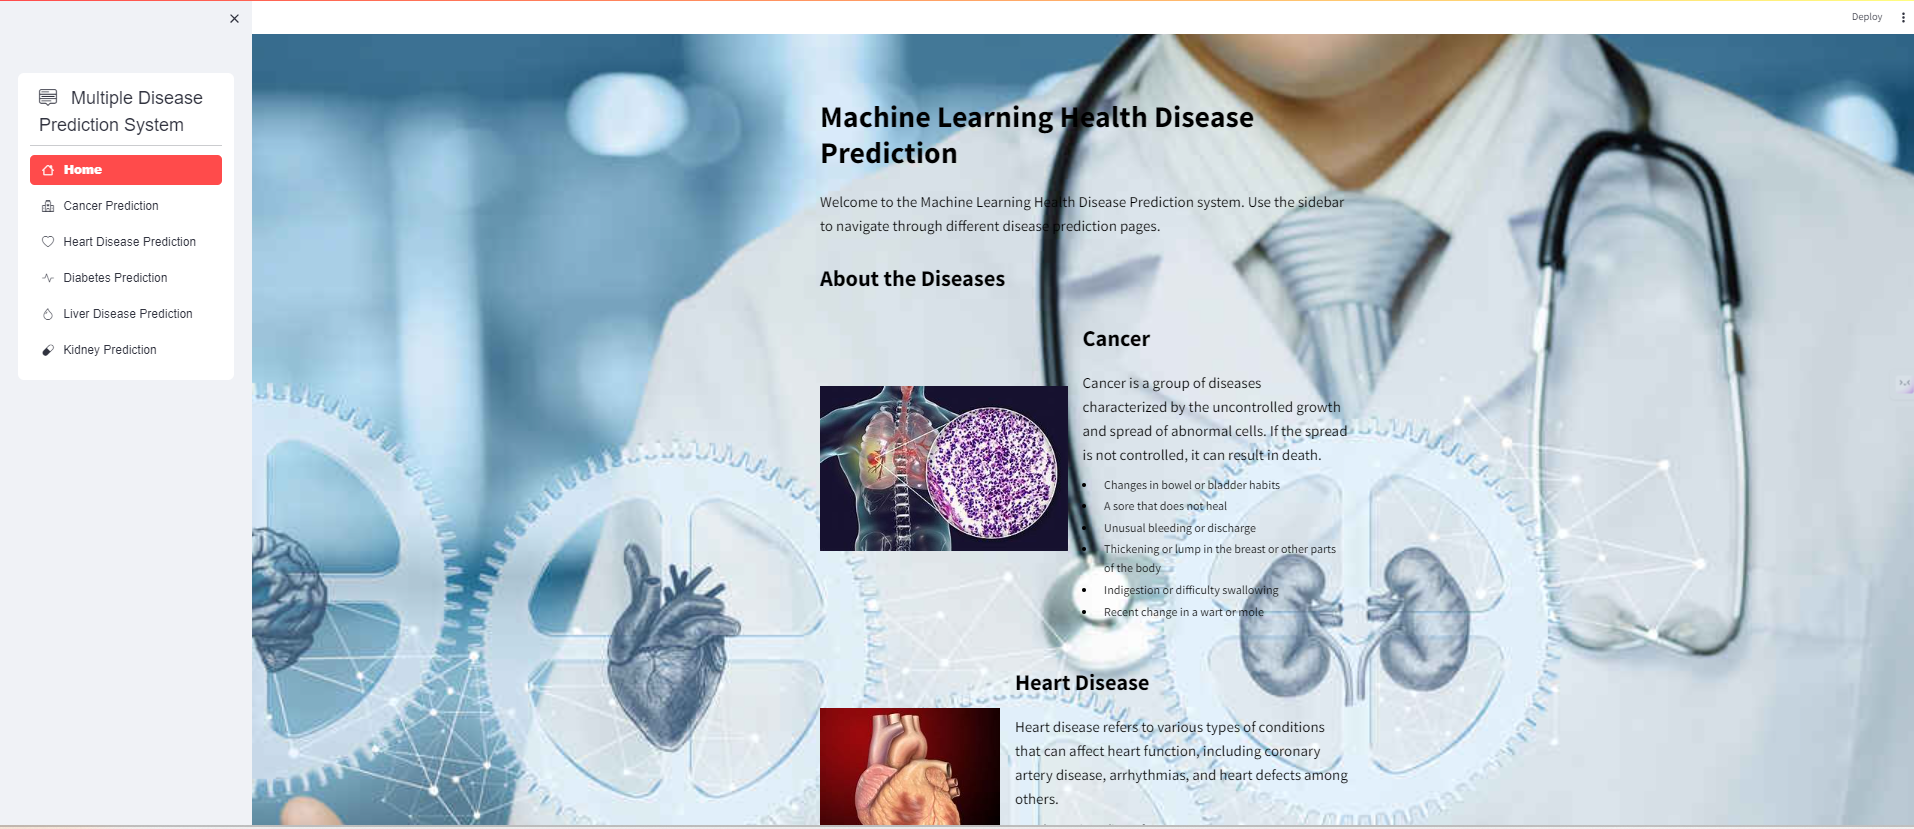 Deploy
Multiple Disease
Prediction System
Home
Cancer Prediction
Heart Disease Prediction
Diabetes Prediction
Liver Disease Prediction
Kidney Prediction
Machine Learning Health Disease
Prediction
Welcome to the Machine Learning Health Disease Prediction system. Use the sidebar
to navigate through different disease prediction pages.
About the Diseases
Cancer
Cancer is a group of diseases
characterized by the uncontrolled growth
and spread of abnormal cells. If the spread
is not controlled, it can result in death.
Changes in bowel or bladder habits
A sore that does not heal
Unusual bleeding or discharge
Thickening or lump in the breast or other parts
of the body
Indigestion or difficulty swallowing
Recent change in a wart or mole
Heart Disease
Heart disease refers to various types of conditions
that can affect heart function, including coronary
artery disease, arrhythmias, and heart defects among
others.